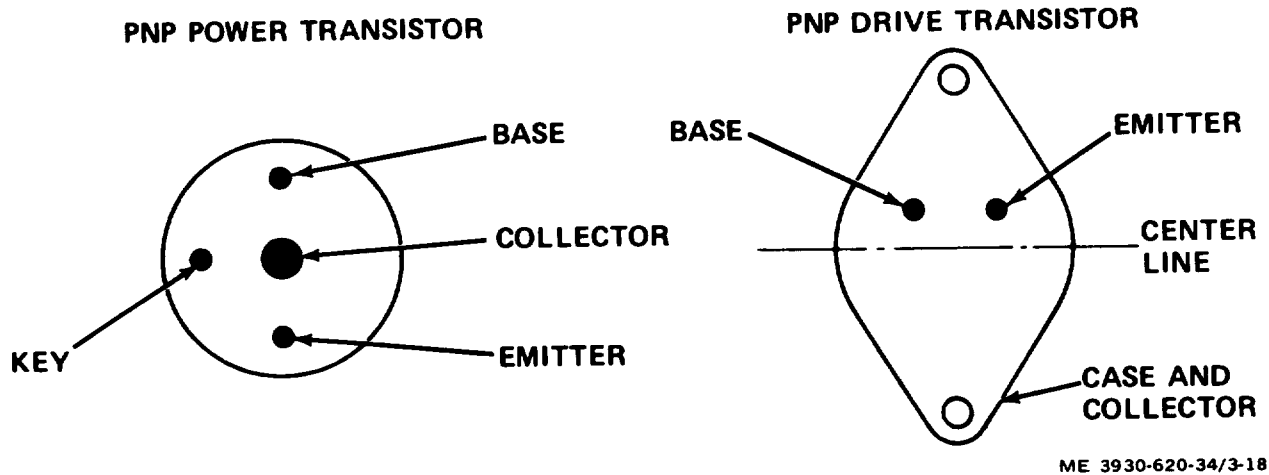 PNP POWER TRANSISTOR
BASE
COLLECTOR
KEY
EMITTER
PNP DRIVE TRANSISTOR
BASE
EMITTER
CENTER
LINE
CASE AND
COLLECTOR
ME 3930-620-34/3-18